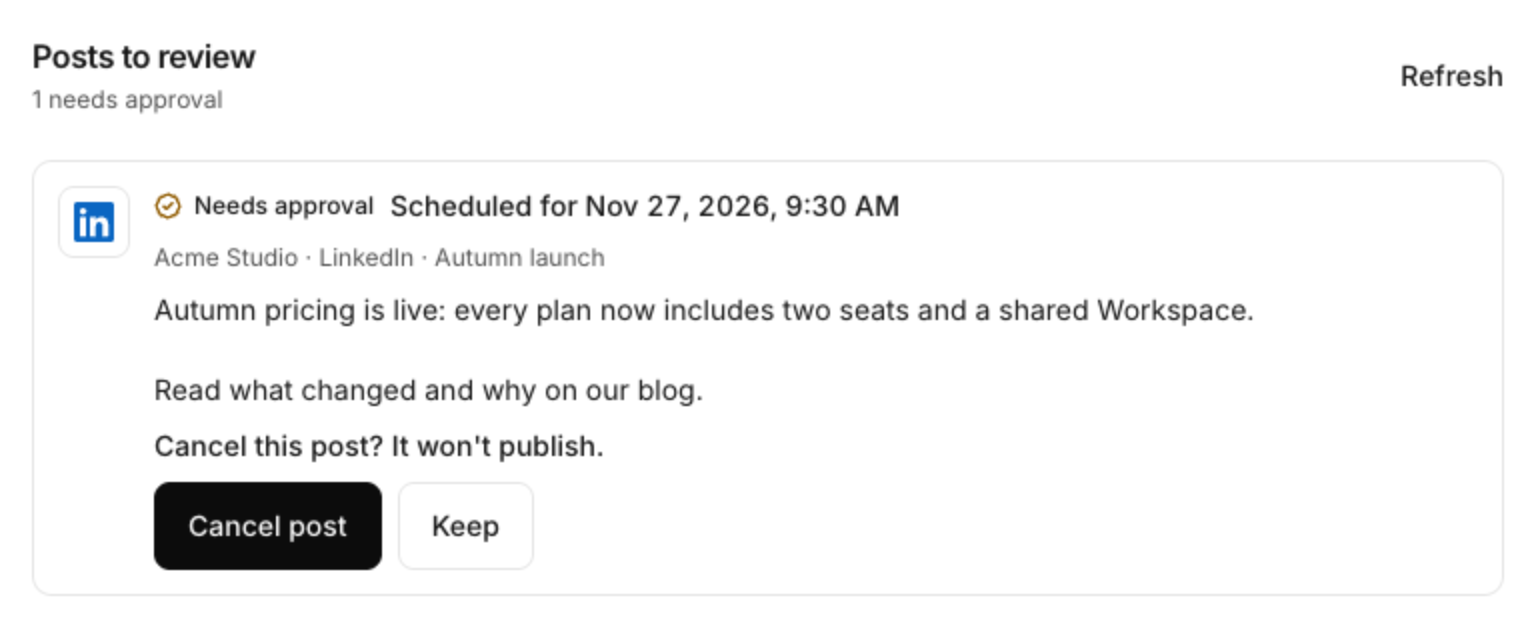 Posts to review
1 needs approval
Refresh
in
Needs approval Scheduled for Nov 27, 2026, 9:30 AM
Acme Studio · LinkedIn · Autumn launch
Autumn pricing is live: every plan now includes two seats and a shared Workspace.
Read what changed and why on our blog.
Cancel this post? It won't publish.
Cancel post Keep